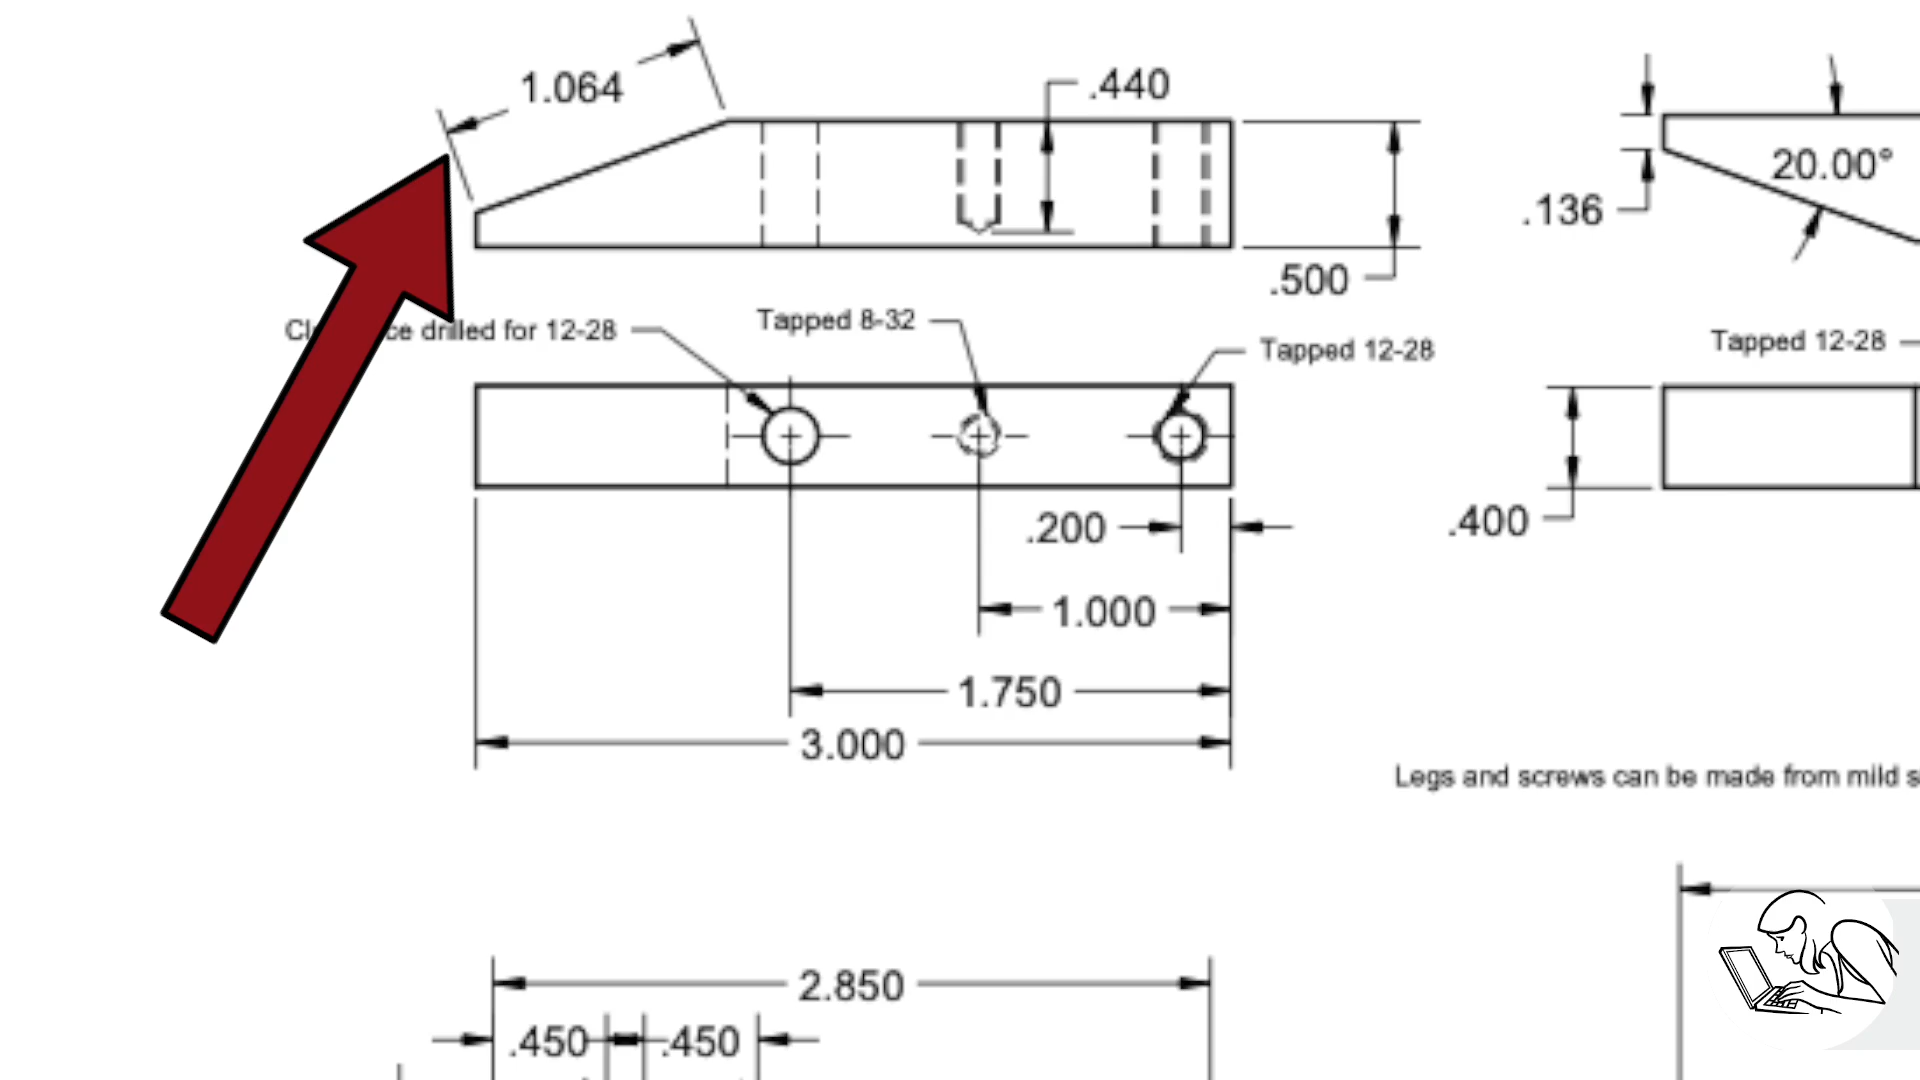 1.064
.440
.500
.136
20.00°
drilled for 12-28
Tapped 8-32
Tapped 12-28
Tapped 12-28
.200
.400
1.000
1.750
3.000
Legs and screws can be made from mild
2.850
.450
.450